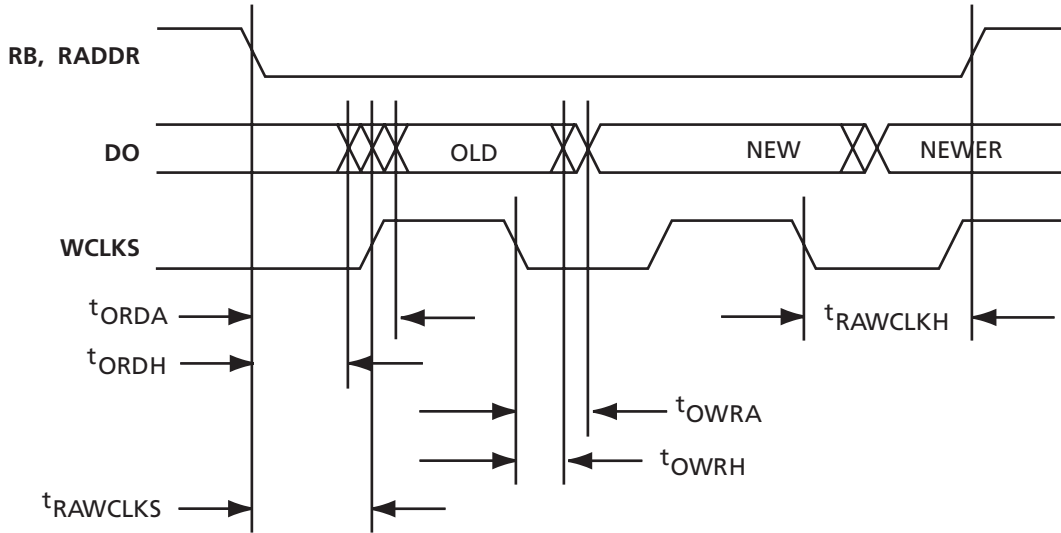 RB, RADDR
DO
OLD
NEW
NEWER
WCLKS
tORDA
tRAWCLKH
tORDH
tOWRA
tOWRH
tRAWCLKS